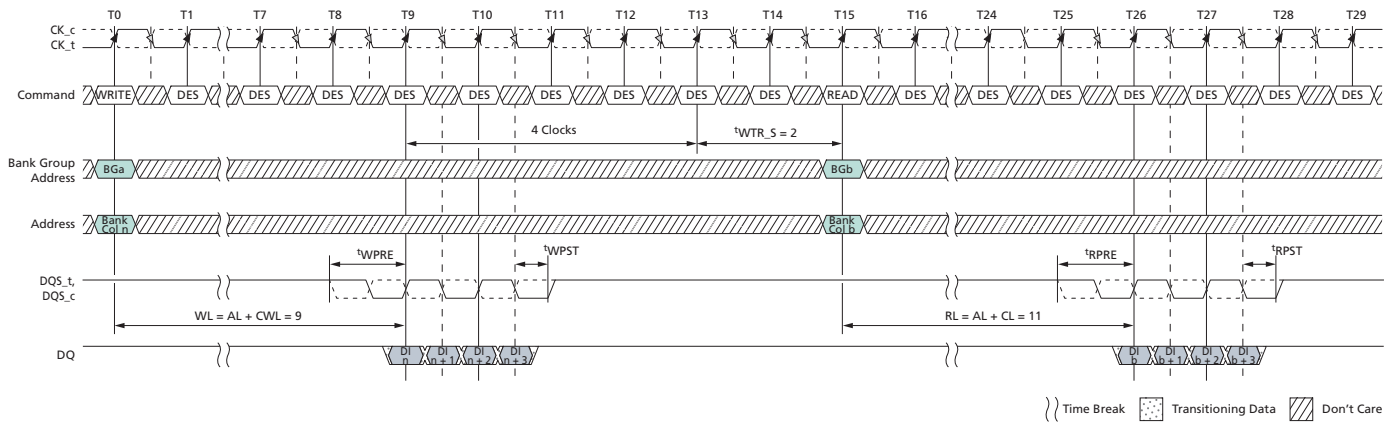 T0 T1 T7 T8 T9 T10 T11 T12 T13 T14 T15 T16 T24 T25 T26 T27 T28 T29
CK_c
CK_t
Command WRITE DES DES DES DES DES DES DES DES DES READ DES DES DES DES DES DES DES
4 Clocks tWTR_S = 2
Bank Group
Address BGa BGb
Address Bank
Col n Bank
Col b
tWPRE tWPST tRPRE tRPST
DQS_t,
DQS_c
WL = AL + CWL = 9 RL = AL + CL = 11
DQ DI
n DI
n + 1 DI
n + 2 DI
n + 3 DI
b DI
b + 1 DI
b + 2 DI
b + 3
Time Break Transitioning Data Don't Care